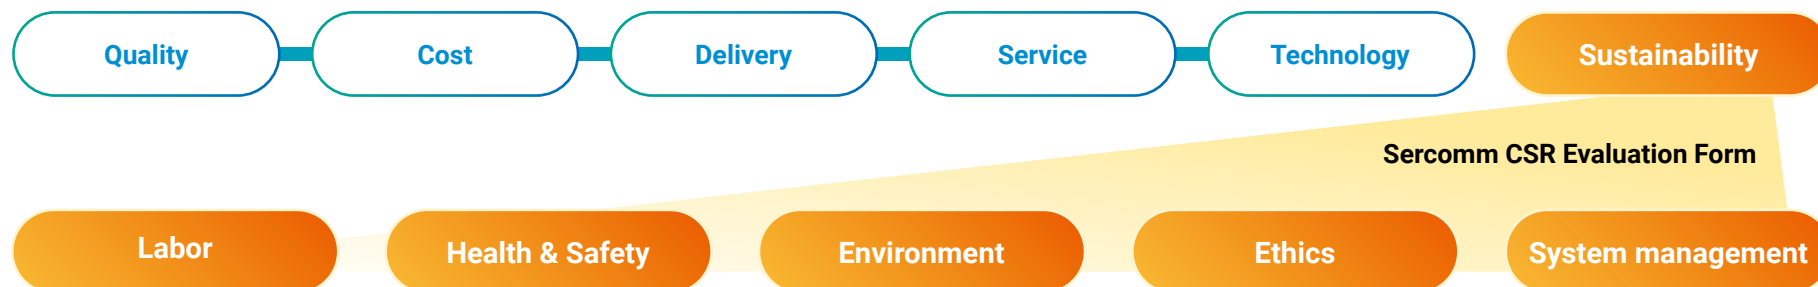 Quality
Cost
Delivery
Service
Technology
Sustainability
Sercomm CSR Evaluation Form
Labor
Health & Safety
Environment
Ethics
System management